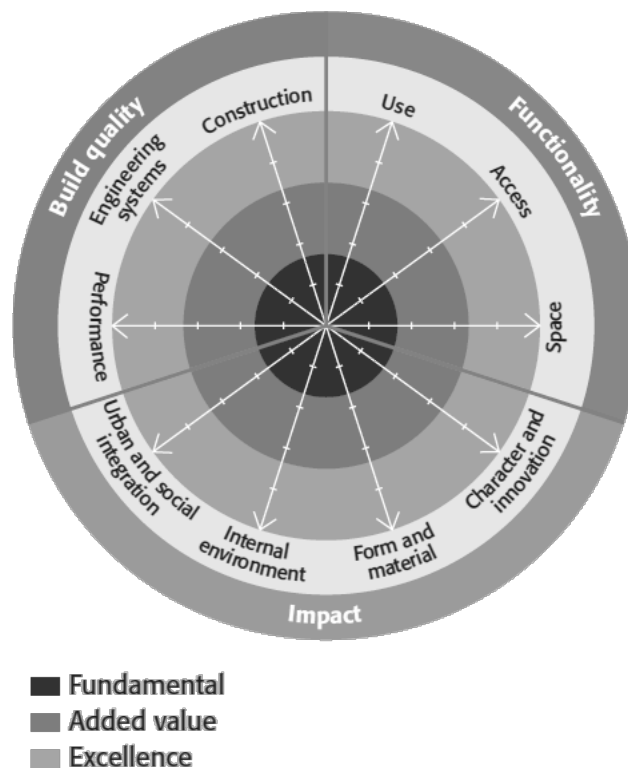 Build quality
Functionality
Impact
Construction
Use
Engineering
systems
Access
Performance
Space
Urban and social
integration
Character and
innovation
Internal
environment
Form and
material
Fundamental
Added value
Excellence